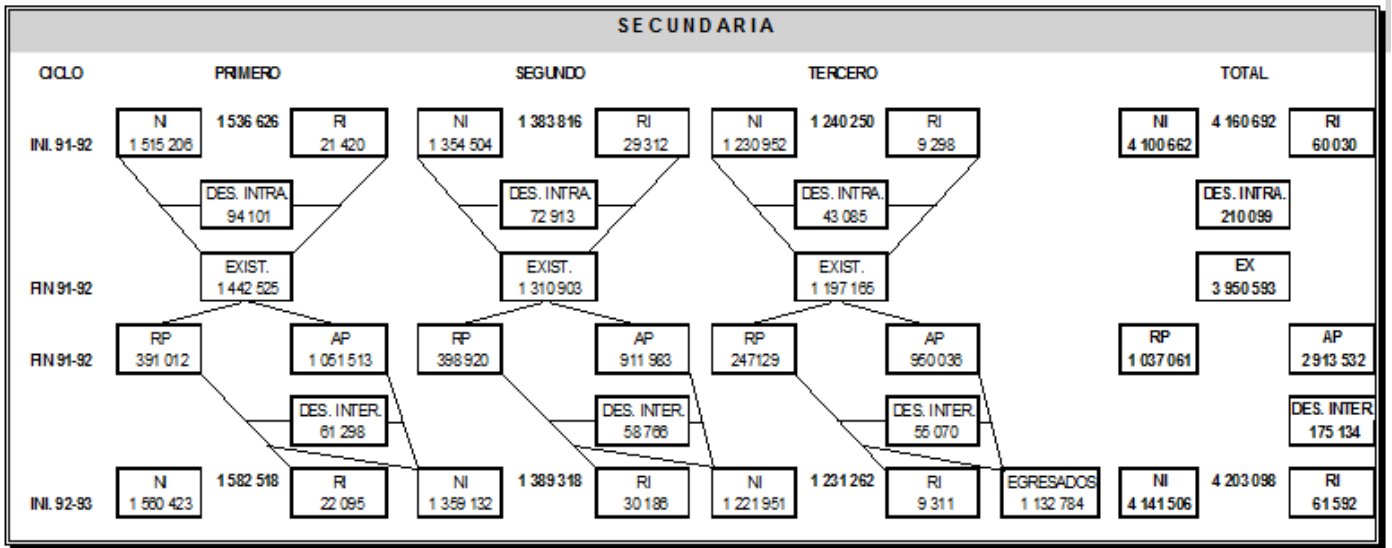 SECUNDARIA
CICLO PRIMERO SEGUNDO TERCERO TOTAL
NI 1 536 626 RI NI 1 383 816 RI NI 1 240 250 RI NI 4 160 692 RI
INI. 91-92 1 515 206 21 420 1 354 504 29 312 1 230 952 9 298 4 100 662 60 030
DES. INTRA. DES. INTRA. DES. INTRA. DES. INTRA.
94 101 72 913 43 085 210 099
EXIST. EXIST. EXIST. EX
FIN 91-92 1 442 525 1 310 903 1 197 165 3 950 593
RP AP RP AP RP AP RP AP
FIN 91-92 391 012 1 051 513 398 920 911 983 247129 950 036 1 037 061 2 913 532
DES. INTER. DES. INTER. DES. INTER. DES. INTER
61 298 58 766 55 070 175 134
NI 1 582 518 RI NI 1 389 318 RI NI 1 231 262 RI EGRESADOS NI 4 203 098 RI
INI. 92-93 1 560 423 22 095 1 359 132 30 186 1 221 951 9 311 1 132 784 4 141 506 61 592